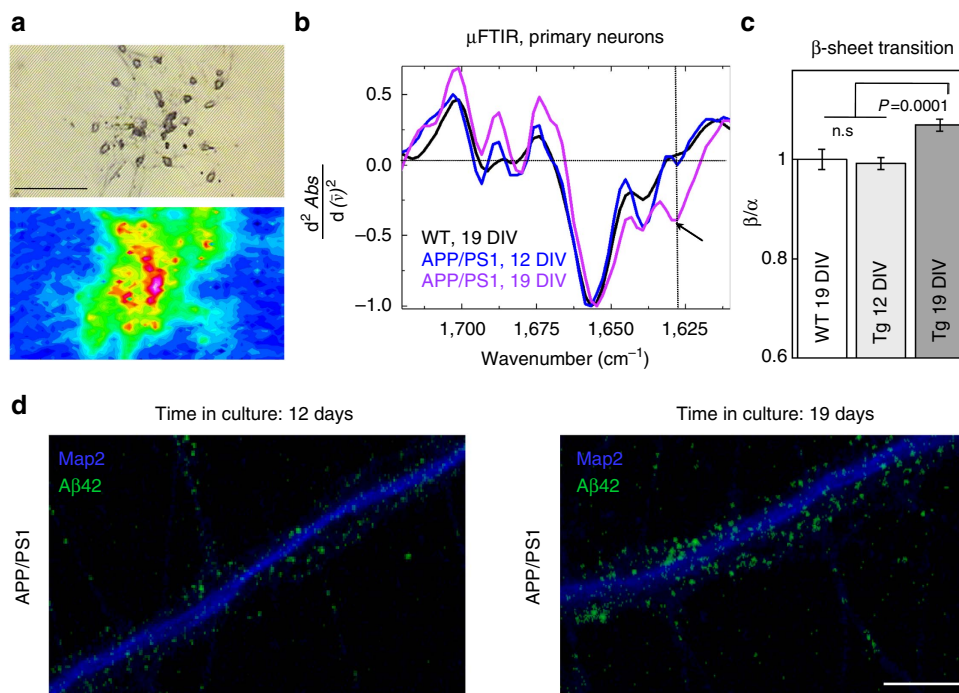 a
b
μFTIR, primary neurons
0.5
0.0
–0.5
–1.0
d² Abs
d (ν̄)²
WT, 19 DIV
APP/PS1, 12 DIV
APP/PS1, 19 DIV
1,700
1,675
1,650
1,625
Wavenumber (cm⁻¹)
c
β-sheet transition
P=0.0001
n.s
1
0.8
0.6
β/α
WT 19 DIV
Tg 12 DIV
Tg 19 DIV
d
Time in culture: 12 days
Time in culture: 19 days
APP/PS1
Map2
Aβ42
APP/PS1
Map2
Aβ42